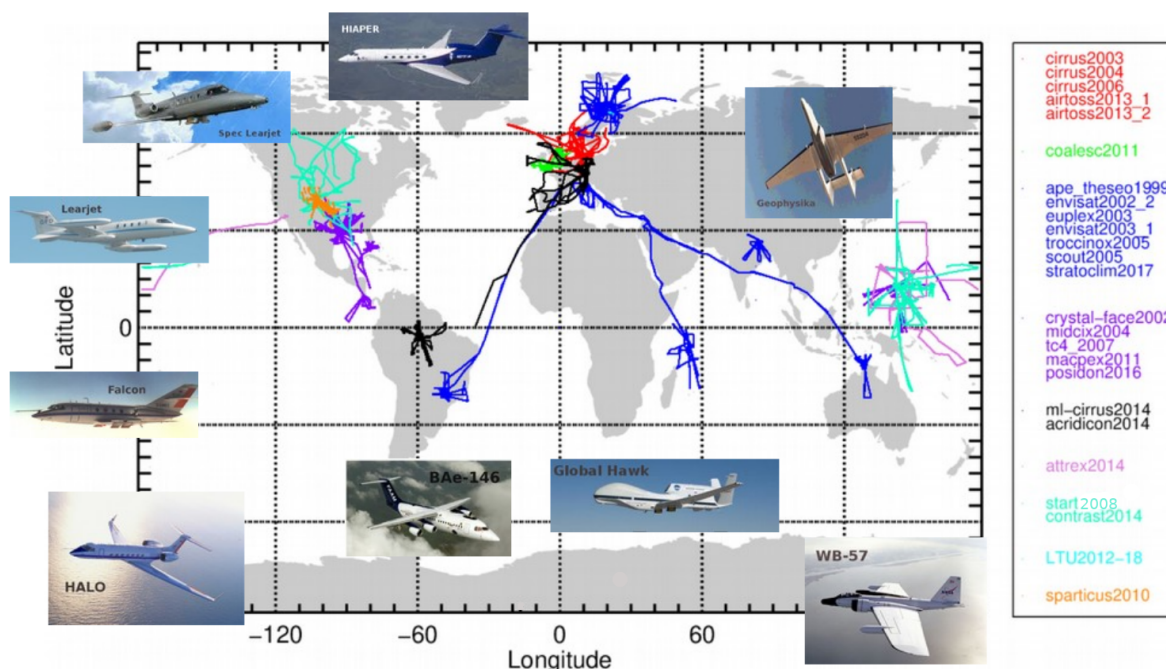 HIAPER
Spec Learjet
Learjet
Geophysika
Latitude
0
Falcon
BAe-146
Global Hawk
HALO
WB-57
−120
−60
0
60
Longitude
cirrus2003
cirrus2004
cirrus2006
airtoss2013_1
airtoss2013_2
coalesc2011
ape_theseo1999
envisat2002_2
euplex2003
envisat2003_1
troccinox2005
scout2005
stratoclim2017
crystal-face2002
midcix2004
tc4_2007
macpex2011
posidon2016
ml-cirrus2014
acridicon2014
attrex2014
start2008
contrast2014
LTU2012-18
sparticus2010